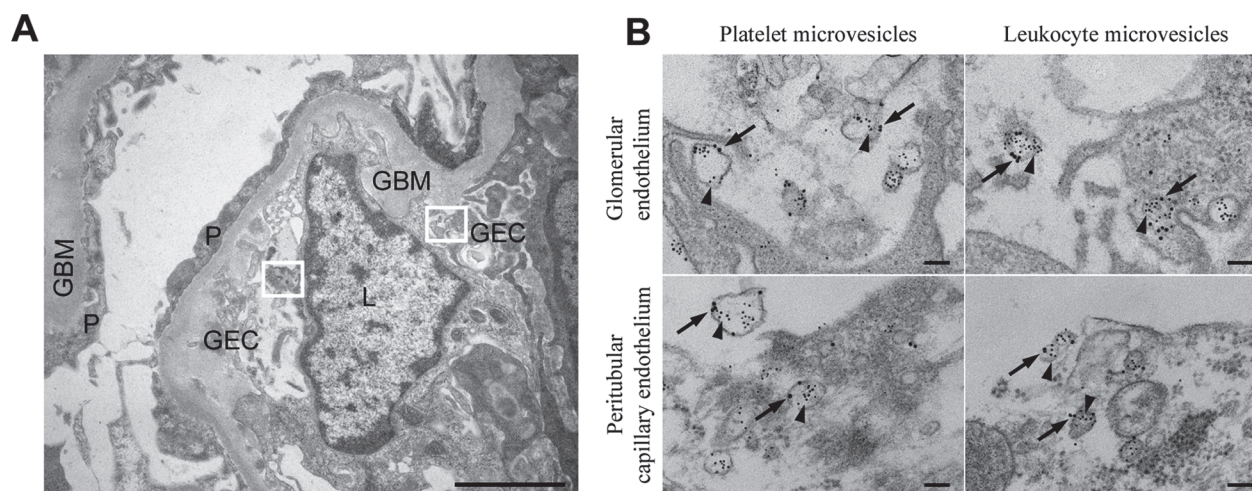 A
GBM
P
P
GBM
GEC
L
GEC
B
Platelet microvesicles
Leukocyte microvesicles
Glomerular
endothelium
Peritubular
capillary endothelium